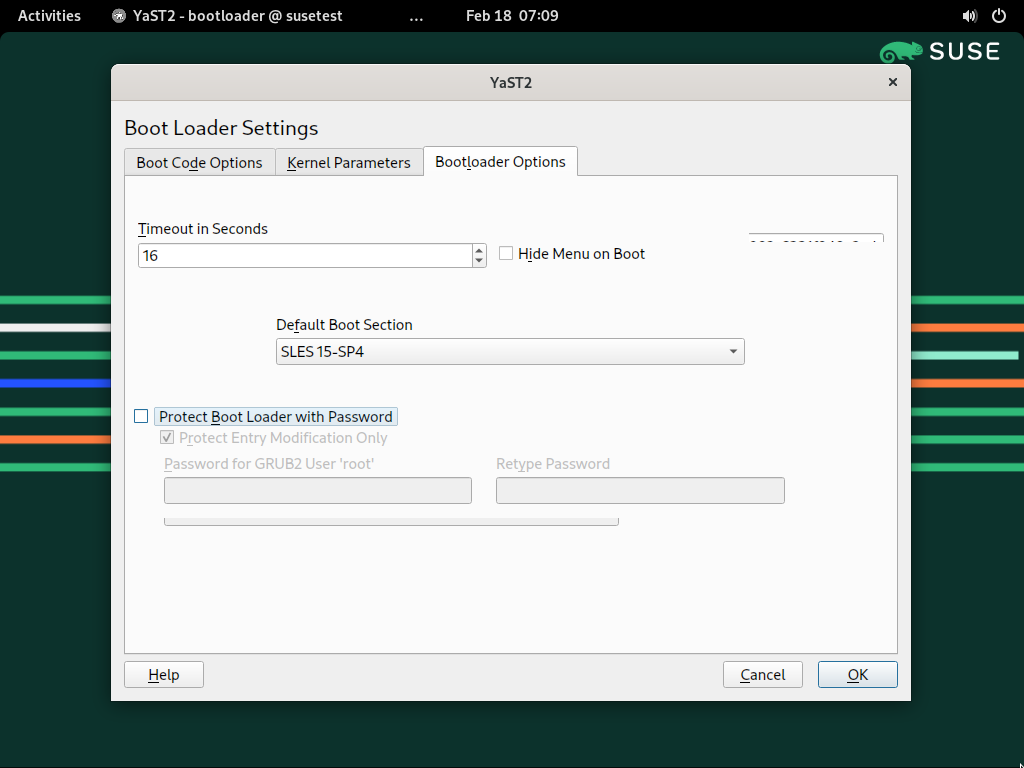 Activities YaST2 - bootloader @ susetest ... Feb 18 07:09
SUSE
YaST2
Boot Loader Settings
Boot Code Options Kernel Parameters Bootloader Options
Timeout in Seconds
16 Hide Menu on Boot
Default Boot Section
SLES 15-SP4
Protect Boot Loader with Password
Protect Entry Modification Only
Password for GRUB2 User 'root' Retype Password
Help Cancel OK